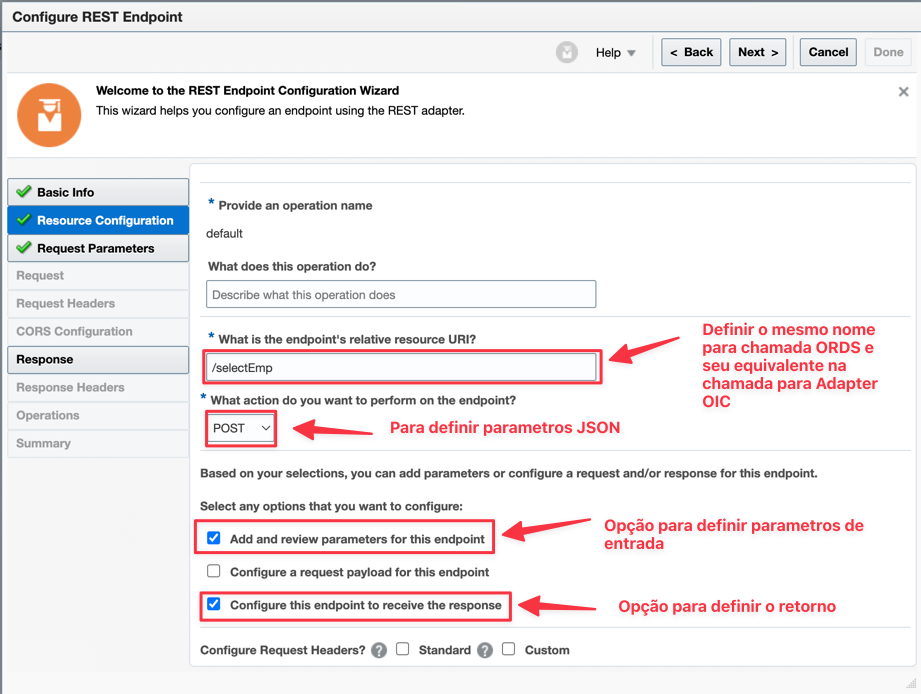 Configure REST Endpoint
Help
< Back
Next >
Cancel
Done
Welcome to the REST Endpoint Configuration Wizard
This wizard helps you configure an endpoint using the REST adapter.
Basic Info
Resource Configuration
Request Parameters
Request
Request Headers
CORS Configuration
Response
Response Headers
Operations
Summary
* Provide an operation name
default
What does this operation do?
Describe what this operation does
* What is the endpoint's relative resource URI?
/selectEmp
Definir o mesmo nome
para chamada ORDS e
seu equivalente na
chamada para Adapter
OIC
* What action do you want to perform on the endpoint?
POST
Para definir parametros JSON
Based on your selections, you can add parameters or configure a request and/or response for this endpoint.
Select any options that you want to configure:
Add and review parameters for this endpoint
Opção para definir parametros de
entrada
Configure a request payload for this endpoint
Configure this endpoint to receive the response
Opção para definir o retorno
Configure Request Headers? ? Standard ? Custom